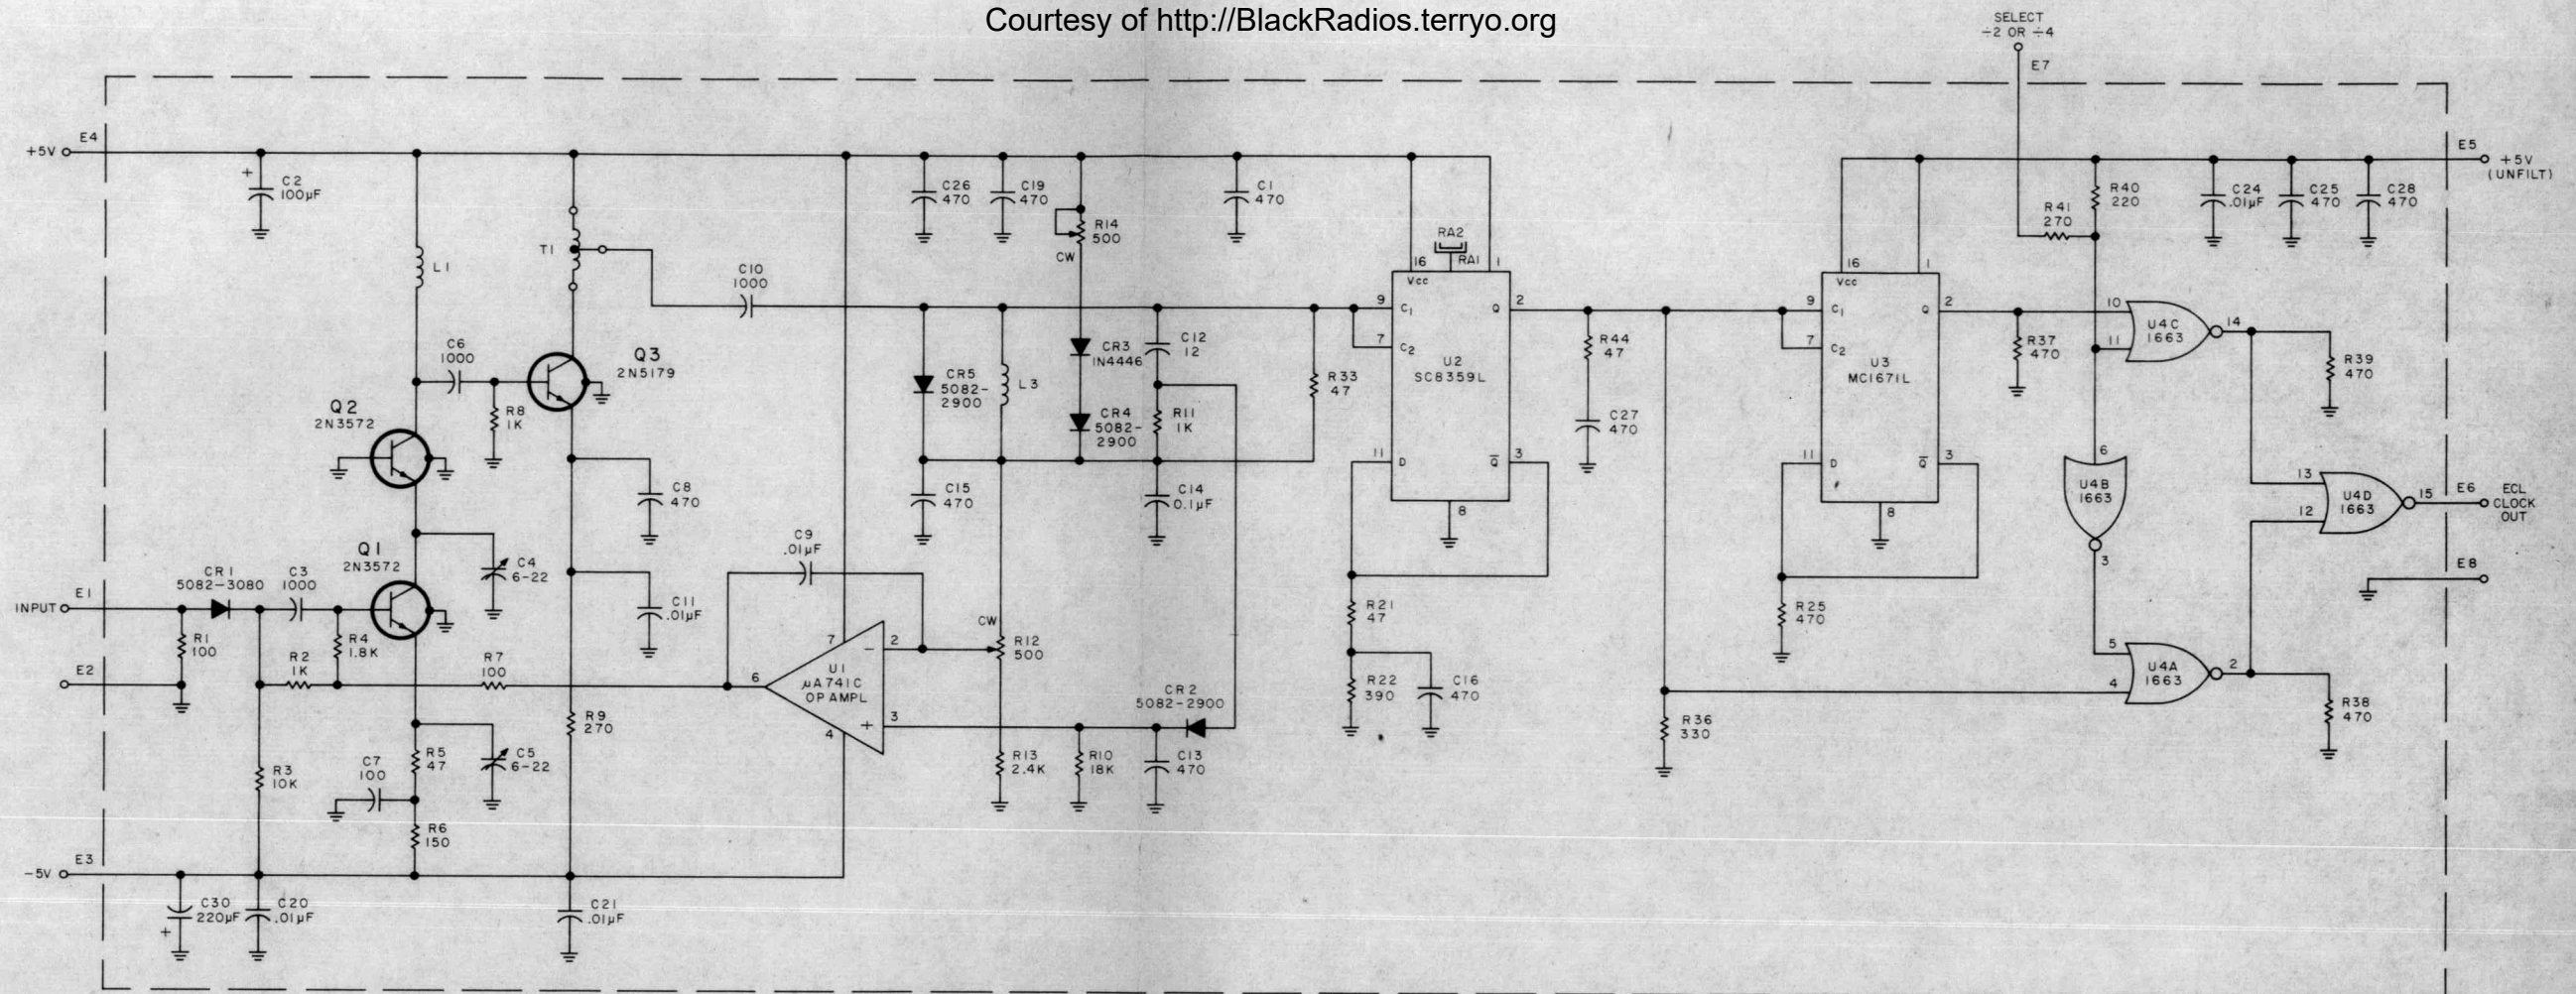 Courtesy of http://BlackRadios.terryo.org
SELECT
÷2 OR ÷4
E7
E4
+5V
+
C2
100µF
L1
T1
C10
1000
C26
470
C19
470
R14
500
CW
C1
470
RA2
RA1
16
1
Vcc
9
C1
7
C2
Q
2
U2
SC8359L
11
D
Q̅
3
8
R21
47
R22
390
C16
470
R44
47
C27
470
R36
330
16
1
Vcc
9
C1
7
C2
Q
2
U3
MC1671L
11
D
Q̅
3
8
R25
470
R37
470
R41
270
R40
220
C24
.01µF
C25
470
C28
470
E5
+5V
(UNFILT)
10
11
U4C
1663
14
R39
470
6
U4B
1663
3
13
12
U4D
1663
15
E6
ECL
CLOCK
OUT
E8
5
4
U4A
1663
2
R38
470
C6
1000
R8
1K
Q3
2N5179
Q2
2N3572
C8
470
C11
.01µF
CR5
5082-
2900
L3
CR3
IN4446
CR4
5082-
2900
C12
12
R11
1K
R33
47
C15
470
C14
0.1µF
C9
.01µF
Q1
2N3572
C4
6-22
E1
INPUT
CR1
5082-3080
C3
1000
R1
100
R2
1K
R4
1.8K
R7
100
E2
7
2
−
6
U1
µA741C
OP AMPL
+
3
4
CW
R12
500
R13
2.4K
R10
18K
CR2
5082-2900
C13
470
R9
270
R3
10K
C7
100
R5
47
C5
6-22
R6
150
E3
-5V
C30
220µF
+
C20
.01µF
C21
.01µF